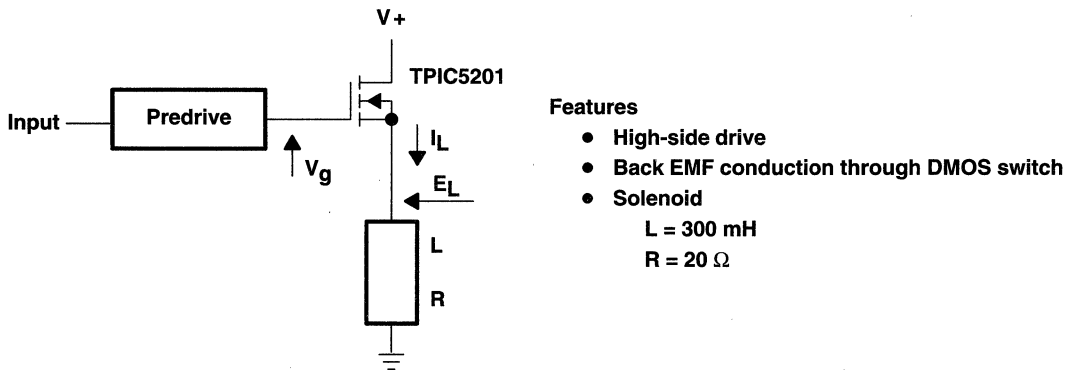 V+
TPIC5201
Input
Predrive
Vg
IL
EL
L
R
Features
● High-side drive
● Back EMF conduction through DMOS switch
● Solenoid
L = 300 mH
R = 20 Ω